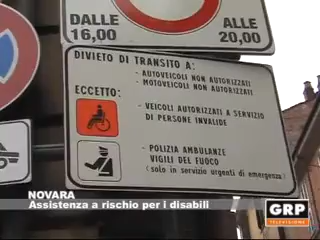 DALLE ALLE
16,00 20,00
DIVIETO DI TRANSITO A:
- AUTOVEICOLI NON AUTORIZZATI
- MOTOVEICOLI NON AUTORIZZATI
ECCETTO:
- VEICOLI AUTORIZZATI A SERVIZIO
DI PERSONE INVALIDE
- POLIZIA AMBULANZE
VIGILI DEL FUOCO
(solo in servizio urgenti di emergenza)
NOVARA
Assistenza a rischio per i disabili
GRP
TELEVISIONE